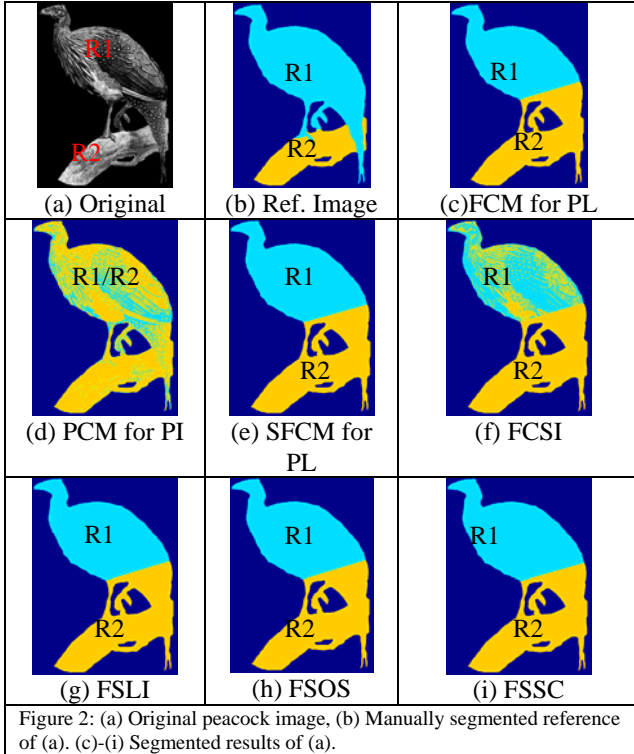 R1
R2
(a) Original
R1
R2
(b) Ref. Image
R1
R2
(c)FCM for PL
R1/R2
(d) PCM for PI
R1
R2
(e) SFCM for
PL
R1
R2
(f) FCSI
R1
R2
(g) FSLI
R1
R2
(h) FSOS
R1
R2
(i) FSSC
Figure 2: (a) Original peacock image, (b) Manually segmented reference
of (a). (c)-(i) Segmented results of (a).